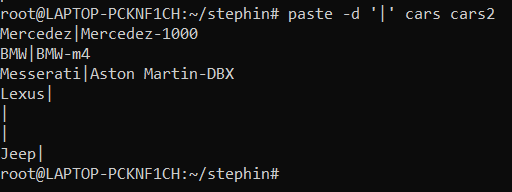 root@LAPTOP-PCKNF1CH:~/stephin# paste -d '|' cars cars2
Mercedez|Mercedez-1000
BMW|BMW-m4
Messerati|Aston Martin-DBX
Lexus|
|
|
Jeep|
root@LAPTOP-PCKNF1CH:~/stephin#